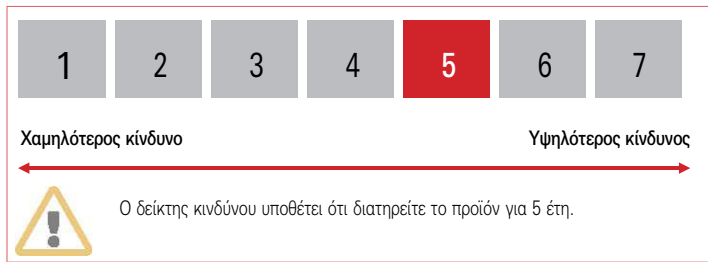 1 2 3 4 5 6 7
Χαμηλότερος κίνδυνο Υψηλότερος κίνδυνος
Ο δείκτης κινδύνου υποθέτει ότι διατηρείτε το προϊόν για 5 έτη.